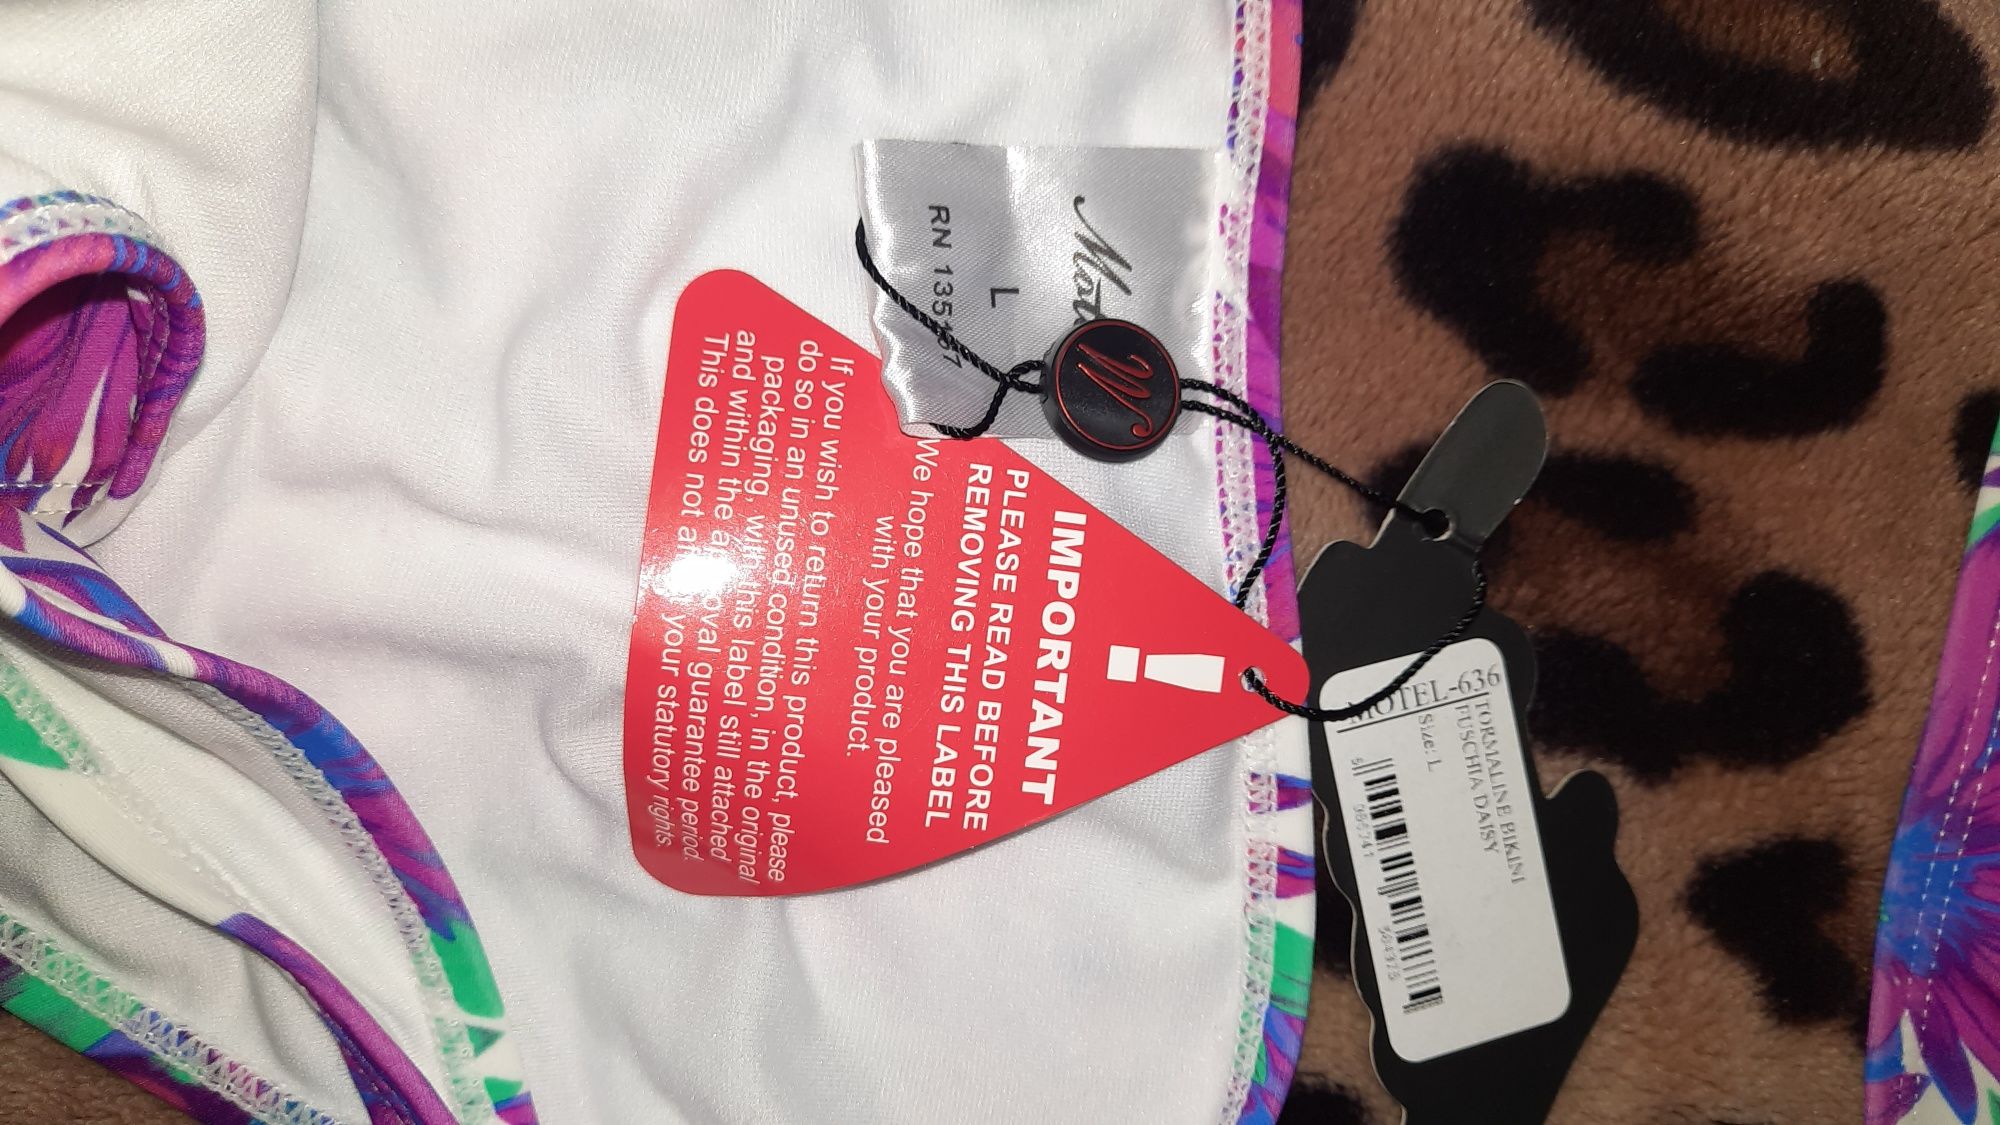 L
RN
IMPORTANT
PLEASE READ BEFORE
REMOVING THIS LABEL
We hope that you are pleased
with your product.
If you wish to return this product, please
do so in an unused condition, in the original
packaging, with this label still attached
and within the guarantee period.
This does not your statutory rights.
MOTEL-636
TORMALINE BIKINI
FUSCHIA DAISY
Size: L